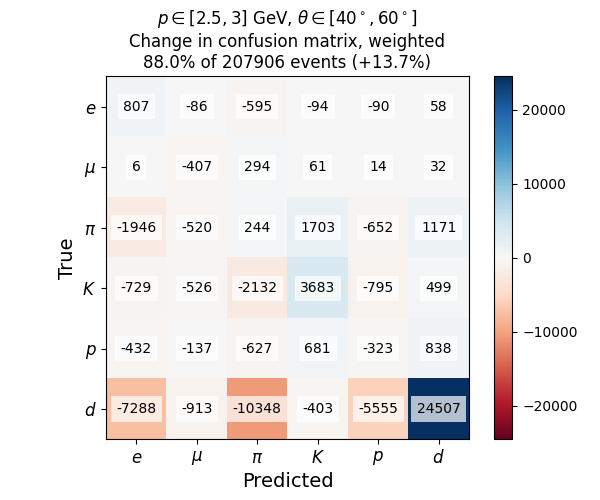 p ∈ [2.5, 3] GeV, θ ∈ [40°, 60°]
Change in confusion matrix, weighted
88.0% of 207906 events (+13.7%)
True
e 807 -86 -595 -94 -90 58
μ 6 -407 294 61 14 32
π -1946 -520 244 1703 -652 1171
K -729 -526 -2132 3683 -795 499
p -432 -137 -627 681 -323 838
d -7288 -913 -10348 -403 -5555 24507
e μ π K p d
Predicted
20000
10000
0
−10000
−20000